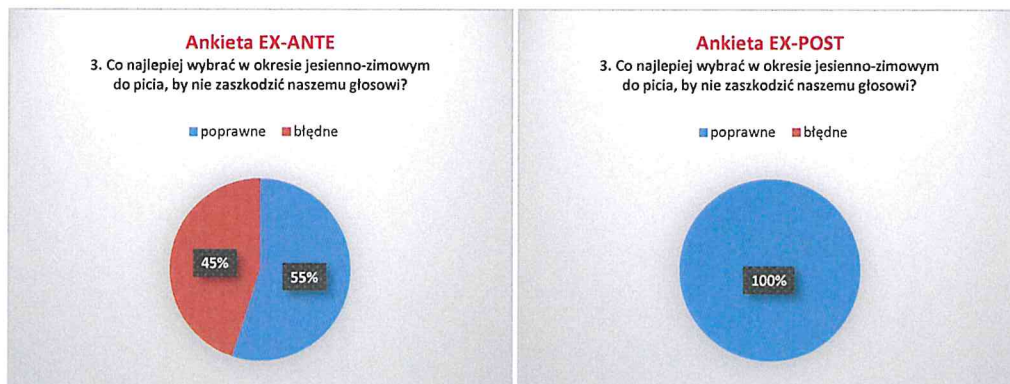 Ankieta EX-ANTE
3. Co najlepiej wybrać w okresie jesienno-zimowym
do picia, by nie zaszkodzić naszemu głosowi?
poprawne błędne
45%
55%
Ankieta EX-POST
3. Co najlepiej wybrać w okresie jesienno-zimowym
do picia, by nie zaszkodzić naszemu głosowi?
poprawne błędne
100%